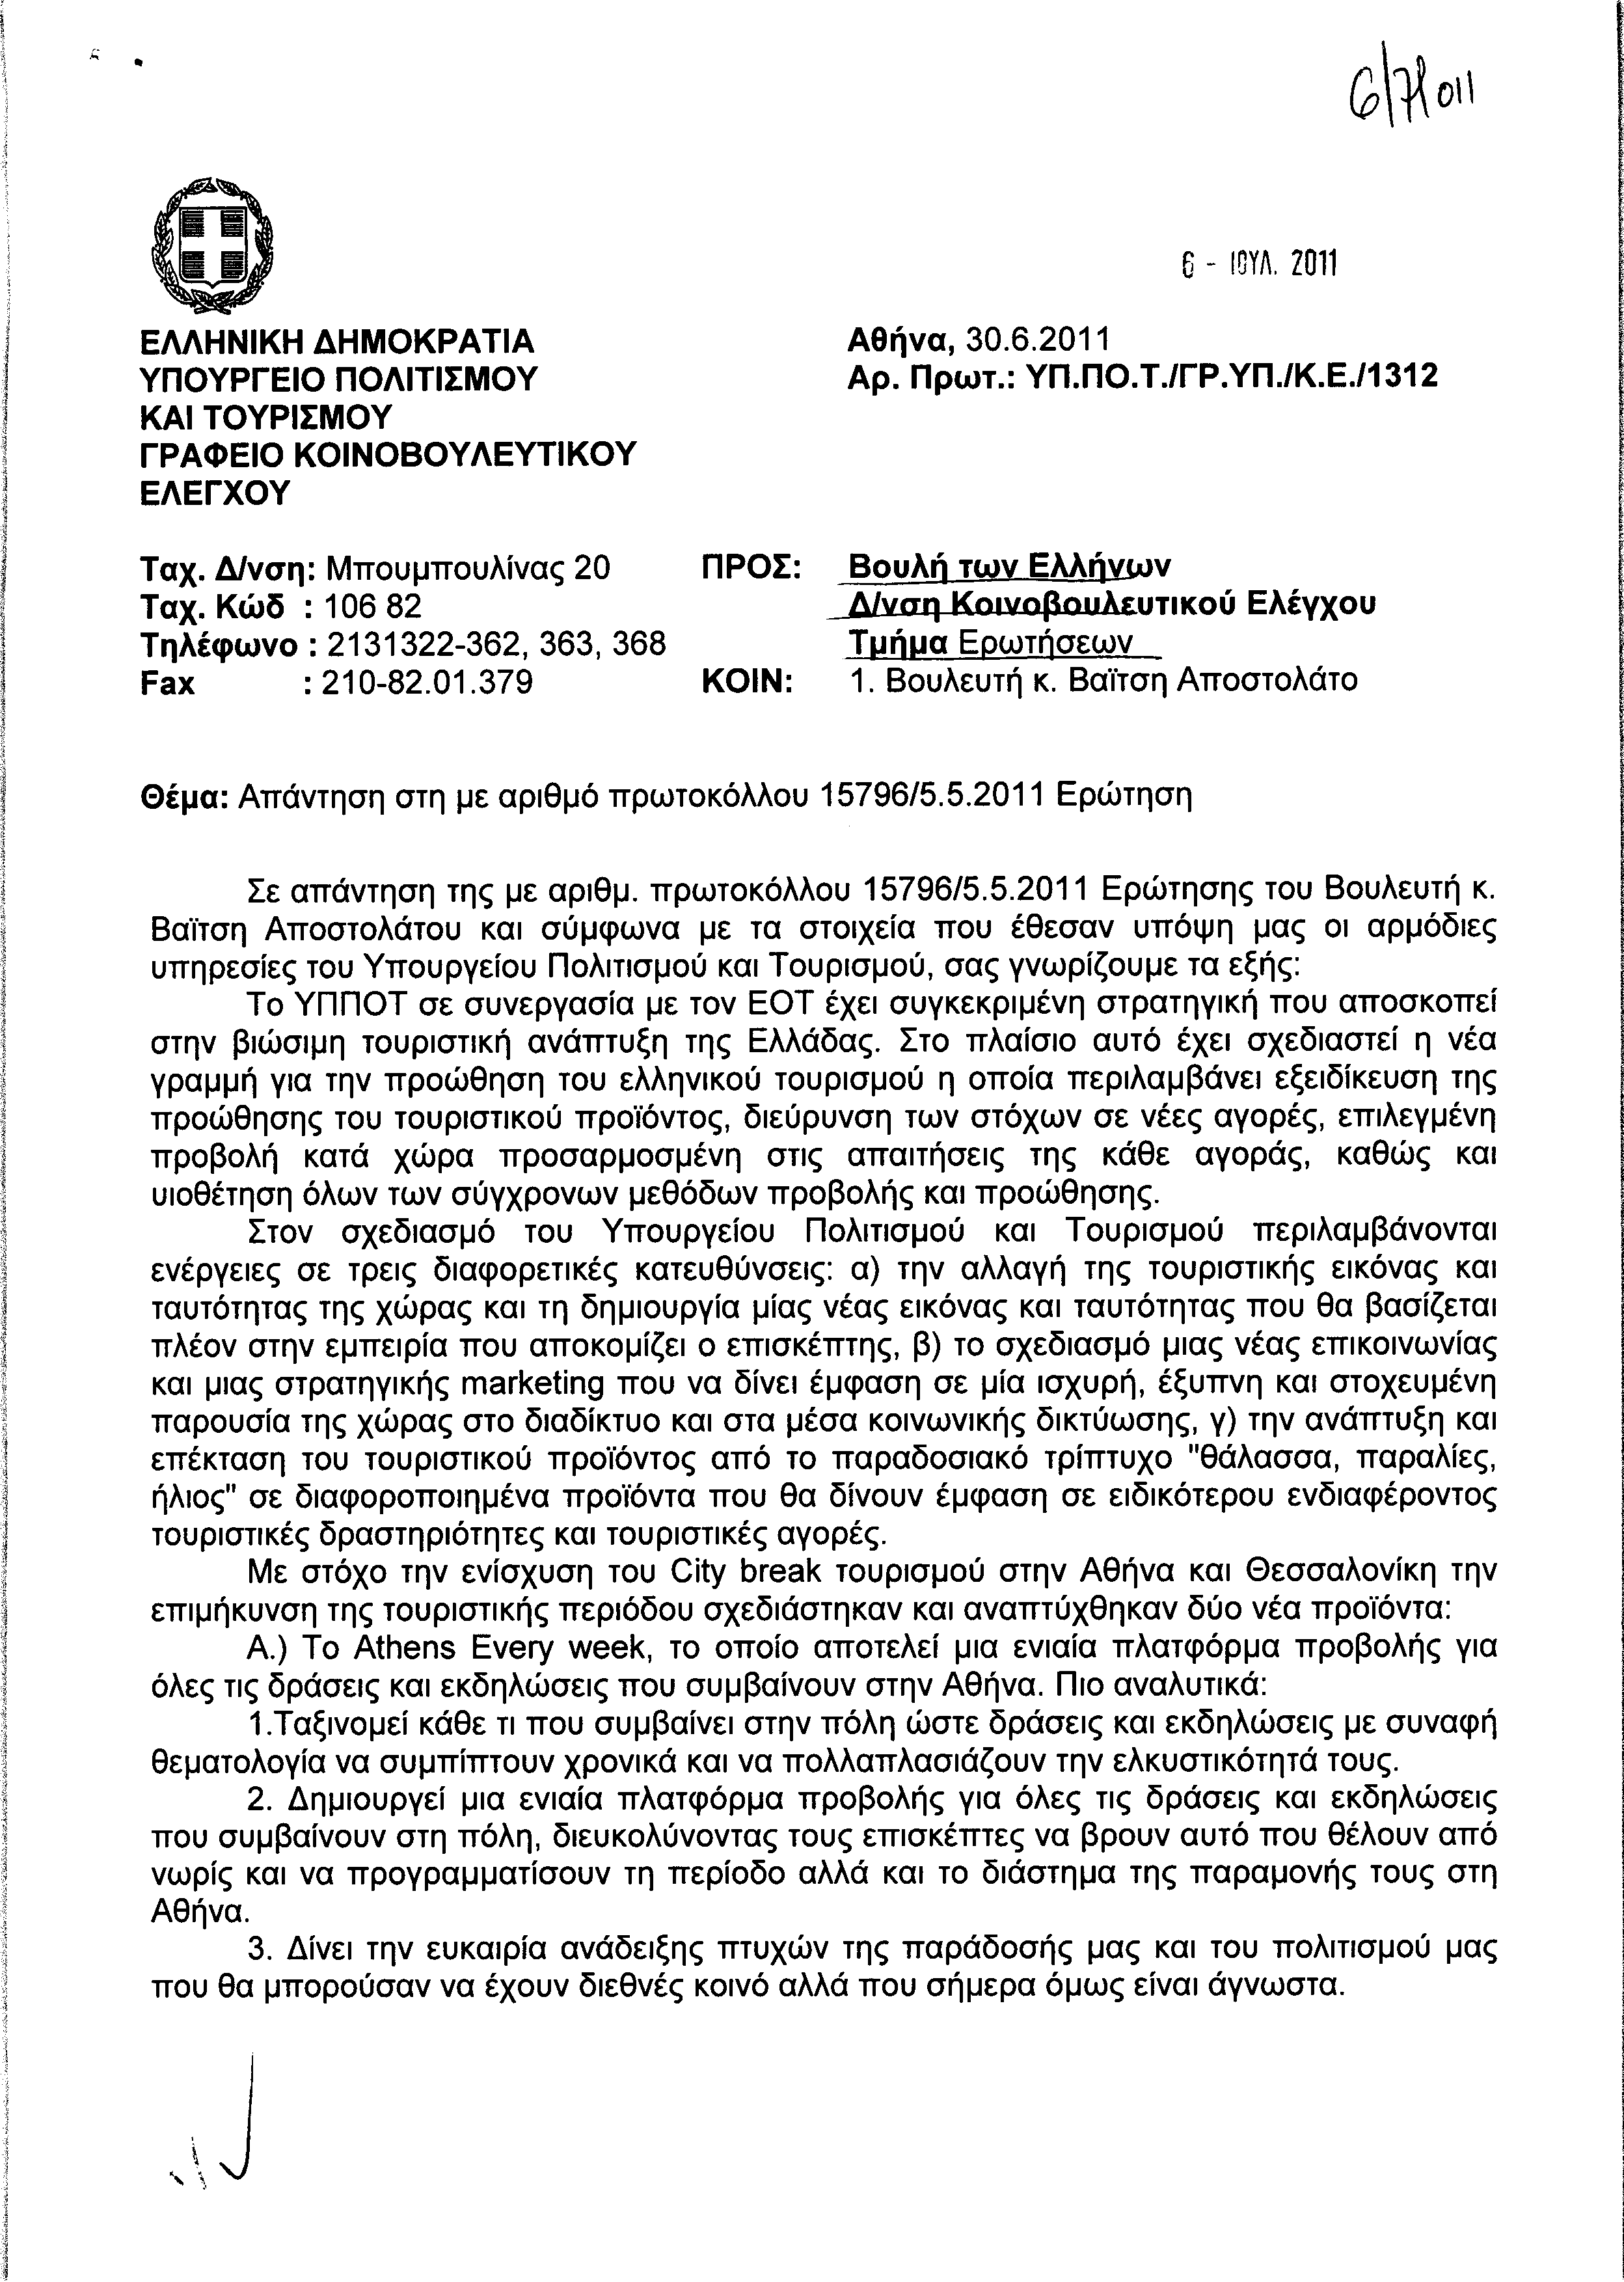 6/7/011
6 - ΙΟΥΛ. 2011
ΕΛΛΗΝΙΚΗ ΔΗΜΟΚΡΑΤΙΑ
ΥΠΟΥΡΓΕΙΟ ΠΟΛΙΤΙΣΜΟΥ
ΚΑΙ ΤΟΥΡΙΣΜΟΥ
ΓΡΑΦΕΙΟ ΚΟΙΝΟΒΟΥΛΕΥΤΙΚΟΥ
ΕΛΕΓΧΟΥ
Αθήνα, 30.6.2011
Αρ. Πρωτ.: ΥΠ.ΠΟ.Τ./ΓΡ.ΥΠ./Κ.Ε./1312
Ταχ. Δ/νση: Μπουμπουλίνας 20
Ταχ. Κώδ : 106 82
Τηλέφωνο : 2131322-362, 363, 368
Fax : 210-82.01.379
ΠΡΟΣ: Βουλή των Ελλήνων
Δ/νση Κοινοβουλευτικού Ελέγχου
Τμήμα Ερωτήσεων
ΚΟΙΝ: 1. Βουλευτή κ. Βαϊτση Αποστολάτο
Θέμα: Απάντηση στη με αριθμό πρωτοκόλλου 15796/5.5.2011 Ερώτηση
Σε απάντηση της με αριθμ. πρωτοκόλλου 15796/5.5.2011 Ερώτησης του Βουλευτή κ.
Βαϊτση Αποστολάτου και σύμφωνα με τα στοιχεία που έθεσαν υπόψη μας οι αρμόδιες
υπηρεσίες του Υπουργείου Πολιτισμού και Τουρισμού, σας γνωρίζουμε τα εξής:
Το ΥΠΠΟΤ σε συνεργασία με τον ΕΟΤ έχει συγκεκριμένη στρατηγική που αποσκοπεί
στην βιώσιμη τουριστική ανάπτυξη της Ελλάδας. Στο πλαίσιο αυτό έχει σχεδιαστεί η νέα
γραμμή για την προώθηση του ελληνικού τουρισμού η οποία περιλαμβάνει εξειδίκευση της
προώθησης του τουριστικού προϊόντος, διεύρυνση των στόχων σε νέες αγορές, επιλεγμένη
προβολή κατά χώρα προσαρμοσμένη στις απαιτήσεις της κάθε αγοράς, καθώς και
υιοθέτηση όλων των σύγχρονων μεθόδων προβολής και προώθησης.
Στον σχεδιασμό του Υπουργείου Πολιτισμού και Τουρισμού περιλαμβάνονται
ενέργειες σε τρεις διαφορετικές κατευθύνσεις: α) την αλλαγή της τουριστικής εικόνας και
ταυτότητας της χώρας και τη δημιουργία μίας νέας εικόνας και ταυτότητας που θα βασίζεται
πλέον στην εμπειρία που αποκομίζει ο επισκέπτης, β) το σχεδιασμό μιας νέας επικοινωνίας
και μιας στρατηγικής marketing που να δίνει έμφαση σε μία ισχυρή, έξυπνη και στοχευμένη
παρουσία της χώρας στο διαδίκτυο και στα μέσα κοινωνικής δικτύωσης, γ) την ανάπτυξη και
επέκταση του τουριστικού προϊόντος από το παραδοσιακό τρίπτυχο "θάλασσα, παραλίες,
ήλιος" σε διαφοροποιημένα προϊόντα που θα δίνουν έμφαση σε ειδικότερου ενδιαφέροντος
τουριστικές δραστηριότητες και τουριστικές αγορές.
Με στόχο την ενίσχυση του City break τουρισμού στην Αθήνα και Θεσσαλονίκη την
επιμήκυνση της τουριστικής περιόδου σχεδιάστηκαν και αναπτύχθηκαν δύο νέα προϊόντα:
Α.) Το Athens Every week, το οποίο αποτελεί μια ενιαία πλατφόρμα προβολής για
όλες τις δράσεις και εκδηλώσεις που συμβαίνουν στην Αθήνα. Πιο αναλυτικά:
1.Ταξινομεί κάθε τι που συμβαίνει στην πόλη ώστε δράσεις και εκδηλώσεις με συναφή
θεματολογία να συμπίπτουν χρονικά και να πολλαπλασιάζουν την ελκυστικότητά τους.
2. Δημιουργεί μια ενιαία πλατφόρμα προβολής για όλες τις δράσεις και εκδηλώσεις
που συμβαίνουν στη πόλη, διευκολύνοντας τους επισκέπτες να βρουν αυτό που θέλουν από
νωρίς και να προγραμματίσουν τη περίοδο αλλά και το διάστημα της παραμονής τους στη
Αθήνα.
3. Δίνει την ευκαιρία ανάδειξης πτυχών της παράδοσής μας και του πολιτισμού μας
που θα μπορούσαν να έχουν διεθνές κοινό αλλά που σήμερα όμως είναι άγνωστα.